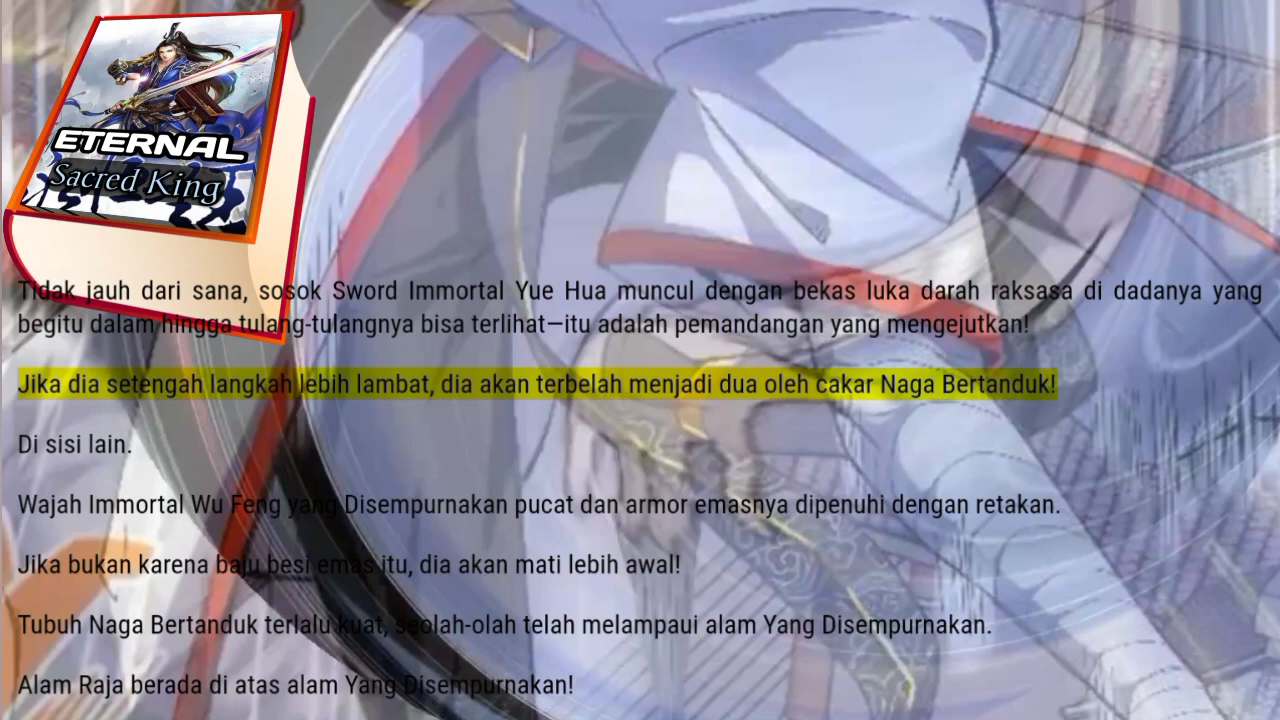 ETERNAL
Sacred King
Tidak jauh dari sana, sosok Sword Immortal Yue Hua muncul dengan bekas luka darah raksasa di dadanya yang
begitu dalam hingga tulang-tulangnya bisa terlihat—itu adalah pemandangan yang mengejutkan!
Jika dia setengah langkah lebih lambat, dia akan terbelah menjadi dua oleh cakar Naga Bertanduk!
Di sisi lain.
Wajah Immortal Wu Feng yang Disempurnakan pucat dan armor emasnya dipenuhi dengan retakan.
Jika bukan karena baju besi emas itu, dia akan mati lebih awal!
Tubuh Naga Bertanduk terlalu kuat, seolah-olah telah melampaui alam Yang Disempurnakan.
Alam Raja berada di atas alam Yang Disempurnakan!